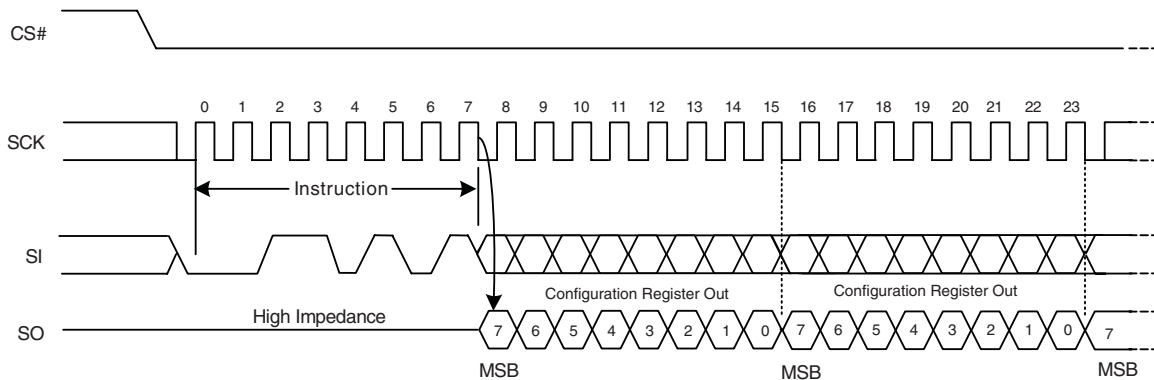 CS#
0 1 2 3 4 5 6 7 8 9 10 11 12 13 14 15 16 17 18 19 20 21 22 23
SCK
Instruction
SI
Configuration Register Out Configuration Register Out
High Impedance
SO 7 6 5 4 3 2 1 0 7 6 5 4 3 2 1 0 7
MSB MSB MSB